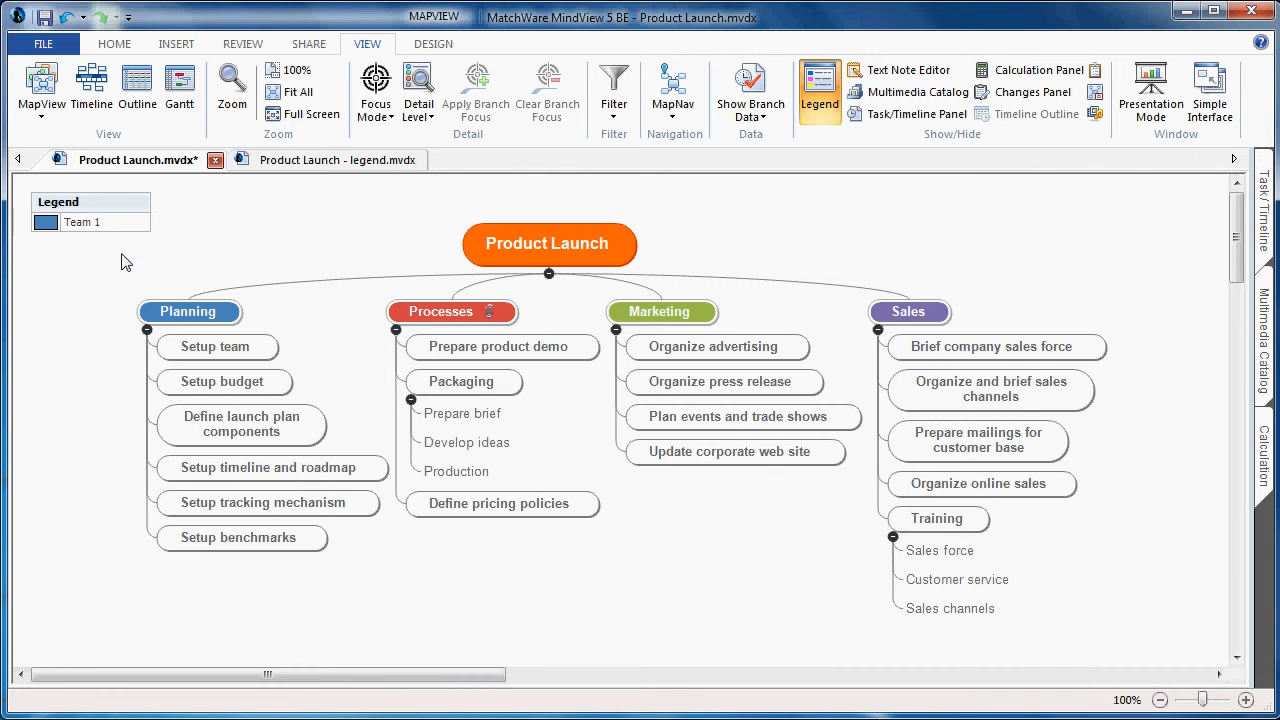 MAPVIEW
MatchWare MindView 5 BE - Product Launch.mvdx
FILE HOME INSERT REVIEW SHARE VIEW DESIGN
MapView
Timeline
Outline
Gantt
View
Zoom
100%
Fit All
Full Screen
Zoom
Focus
Mode
Detail
Level
Apply Branch
Focus
Clear Branch
Focus
Detail
Filter
Filter
MapNav
Navigation
Show Branch
Data
Data
Legend
Text Note Editor
Multimedia Catalog
Task/Timeline Panel
Calculation Panel
Changes Panel
Timeline Outline
Show/Hide
Presentation
Mode
Simple
Interface
Window
Product Launch.mvdx*
Product Launch - legend.mvdx
Legend
Team 1
Product Launch
Planning
Setup team
Setup budget
Define launch plan
components
Setup timeline and roadmap
Setup tracking mechanism
Setup benchmarks
Processes
Prepare product demo
Packaging
Prepare brief
Develop ideas
Production
Define pricing policies
Marketing
Organize advertising
Organize press release
Plan events and trade shows
Update corporate web site
Sales
Brief company sales force
Organize and brief sales
channels
Prepare mailings for
customer base
Organize online sales
Training
Sales force
Customer service
Sales channels
Task / Timeline
Multimedia Catalog
Calculation
100%